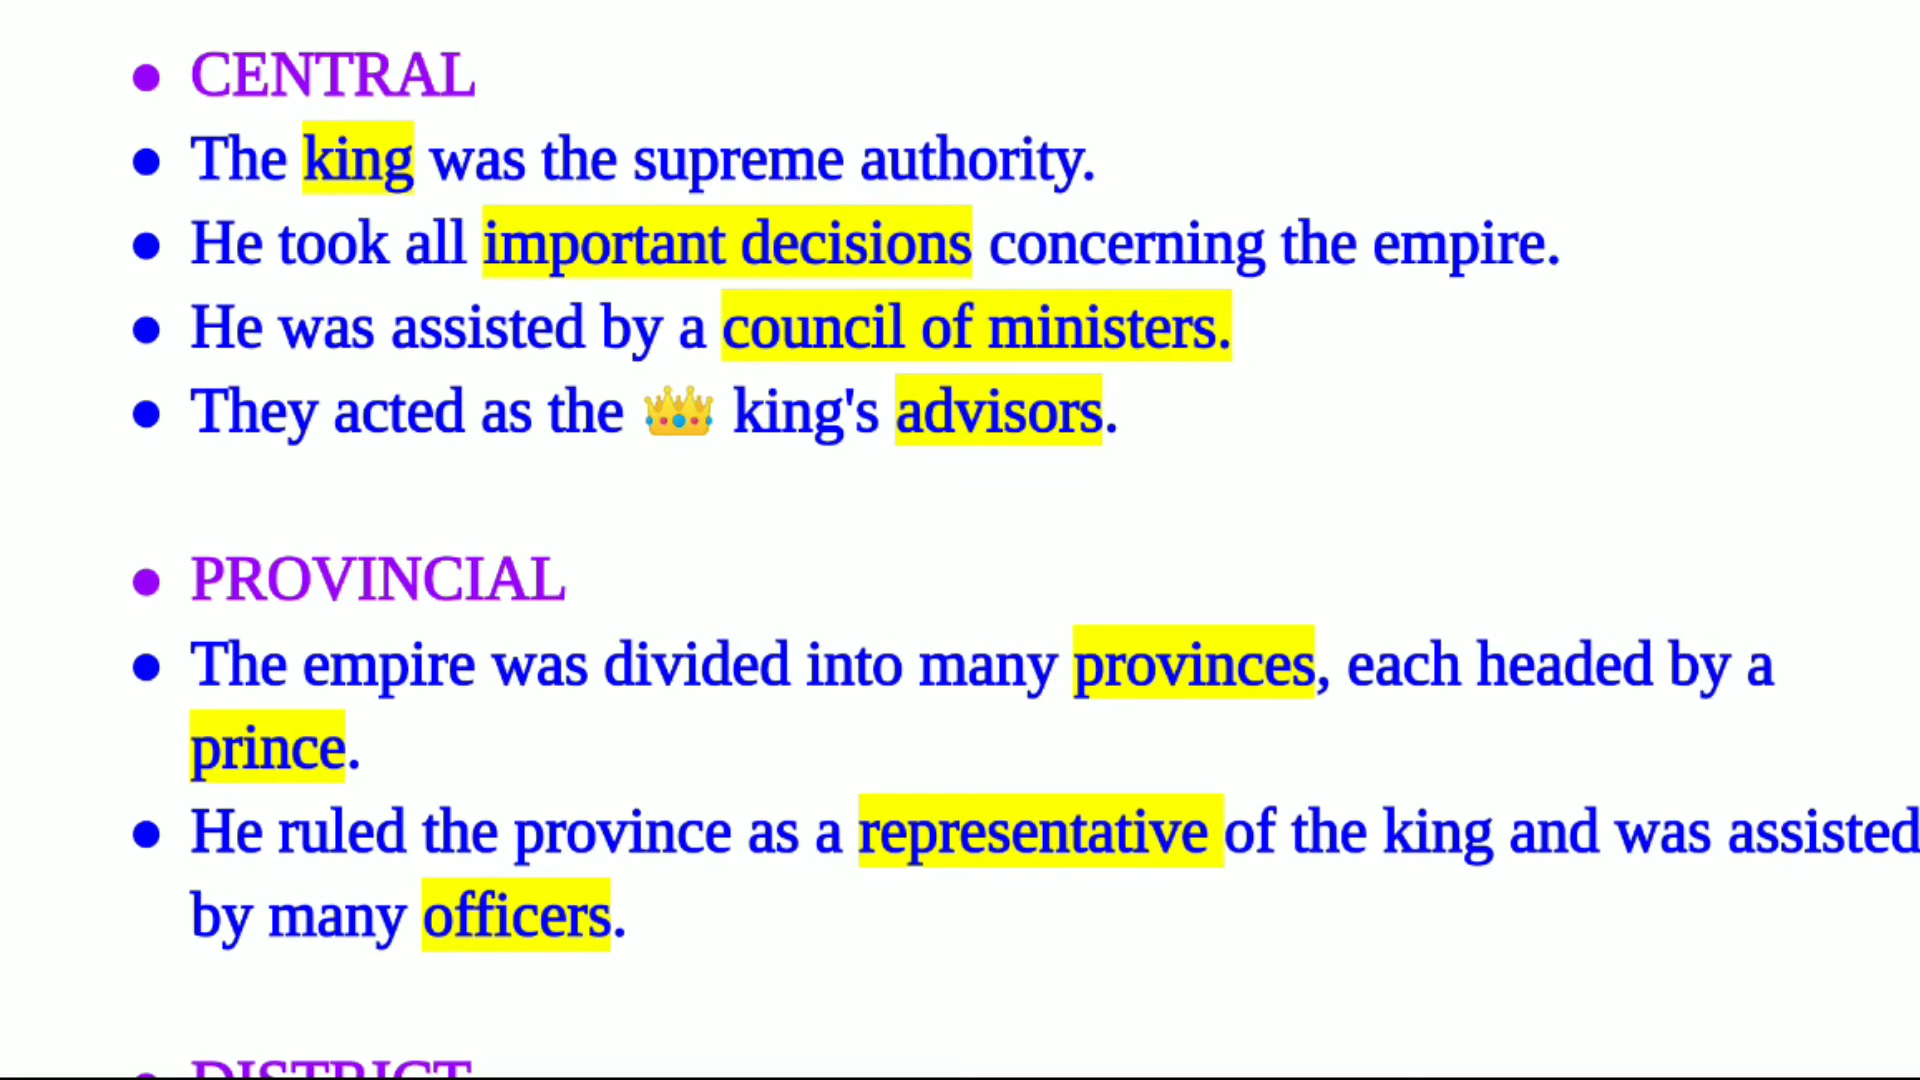 ● CENTRAL
● The king was the supreme authority.
● He took all important decisions concerning the empire.
● He was assisted by a council of ministers.
● They acted as the 👑 king's advisors.
● PROVINCIAL
● The empire was divided into many provinces, each headed by a
prince.
● He ruled the province as a representative of the king and was assisted
by many officers.
● DISTRICT